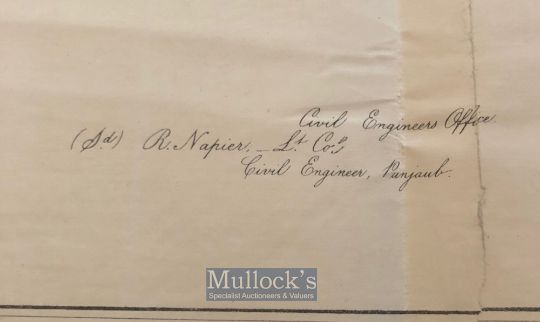 Civil Engineers Office
(Sd) R. Napier, — Lt. Col.
Civil Engineer, Punjaub.
Mullock's
Specialist Auctioneers & Valuers